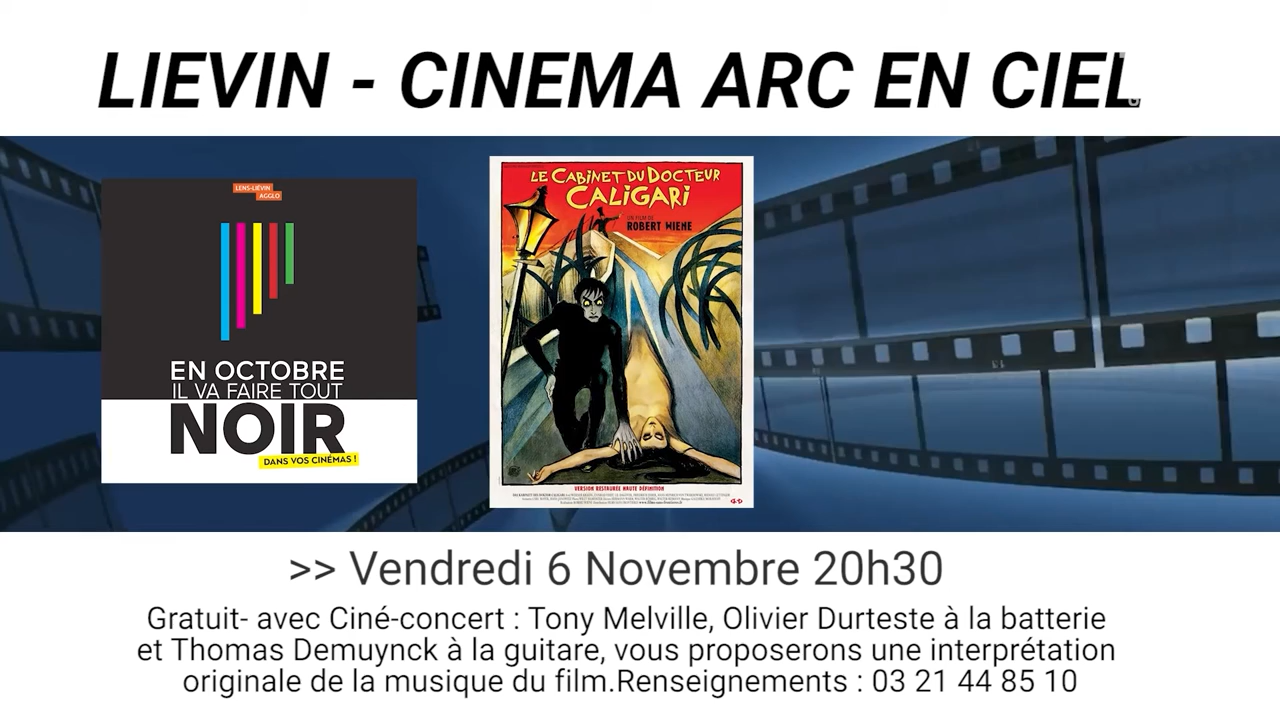 LIEVIN - CINEMA ARC EN CIEL
LENS-LIÉVIN
AGGLO
EN OCTOBRE
IL VA FAIRE TOUT
NOIR
DANS VOS CINÉMAS !
LE CABINET DU DOCTEUR
CALIGARI
UN FILM DE
ROBERT WIENE
VERSION RESTAURÉE HAUTE DÉFINITION
>> Vendredi 6 Novembre 20h30
Gratuit- avec Ciné-concert : Tony Melville, Olivier Durteste à la batterie
et Thomas Demuynck à la guitare, vous proposerons une interprétation
originale de la musique du film.Renseignements : 03 21 44 85 10